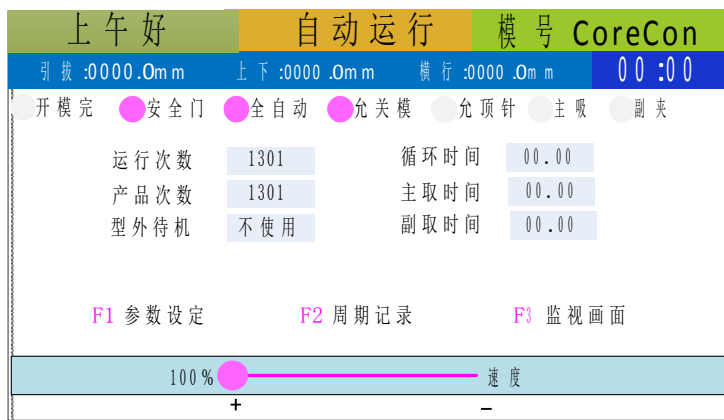 上午好 自动运行 模号 CoreCon
引拔:0000.0mm 上下:0000.0mm 横行:0000.0mm 00:00
开模完 安全门 全自动 允关模 允顶针 主吸 副夹
运行次数 1301 循环时间 00.00
产品次数 1301 主取时间 00.00
型外待机 不使用 副取时间 00.00
F1 参数设定 F2 周期记录 F3 监视画面
100% 速度
+ −